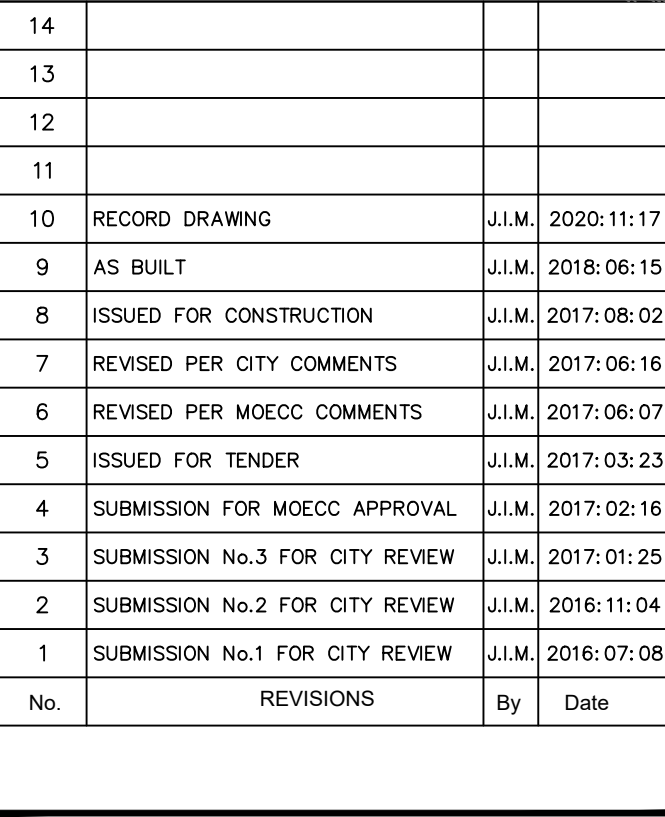 14
13
12
11
10 RECORD DRAWING J.I.M. 2020:11:17
9 AS BUILT J.I.M. 2018:06:15
8 ISSUED FOR CONSTRUCTION J.I.M. 2017:08:02
7 REVISED PER CITY COMMENTS J.I.M. 2017:06:16
6 REVISED PER MOECC COMMENTS J.I.M. 2017:06:07
5 ISSUED FOR TENDER J.I.M. 2017:03:23
4 SUBMISSION FOR MOECC APPROVAL J.I.M. 2017:02:16
3 SUBMISSION No.3 FOR CITY REVIEW J.I.M. 2017:01:25
2 SUBMISSION No.2 FOR CITY REVIEW J.I.M. 2016:11:04
1 SUBMISSION No.1 FOR CITY REVIEW J.I.M. 2016:07:08
No. REVISIONS By Date